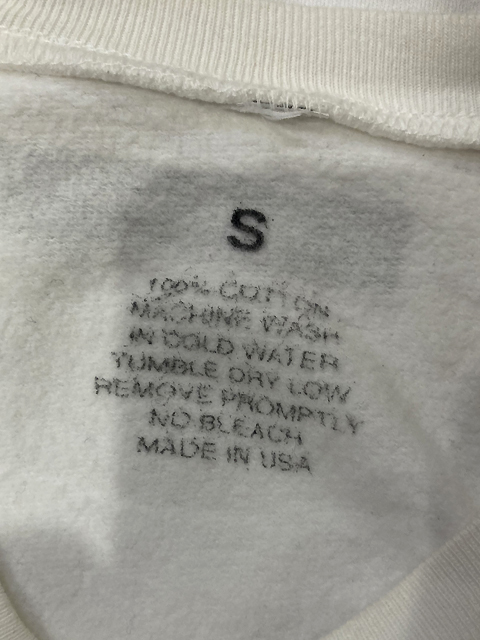 S
100% COTTON
MACHINE WASH
IN COLD WATER
TUMBLE DRY LOW
REMOVE PROMPTLY
NO BLEACH
MADE IN USA